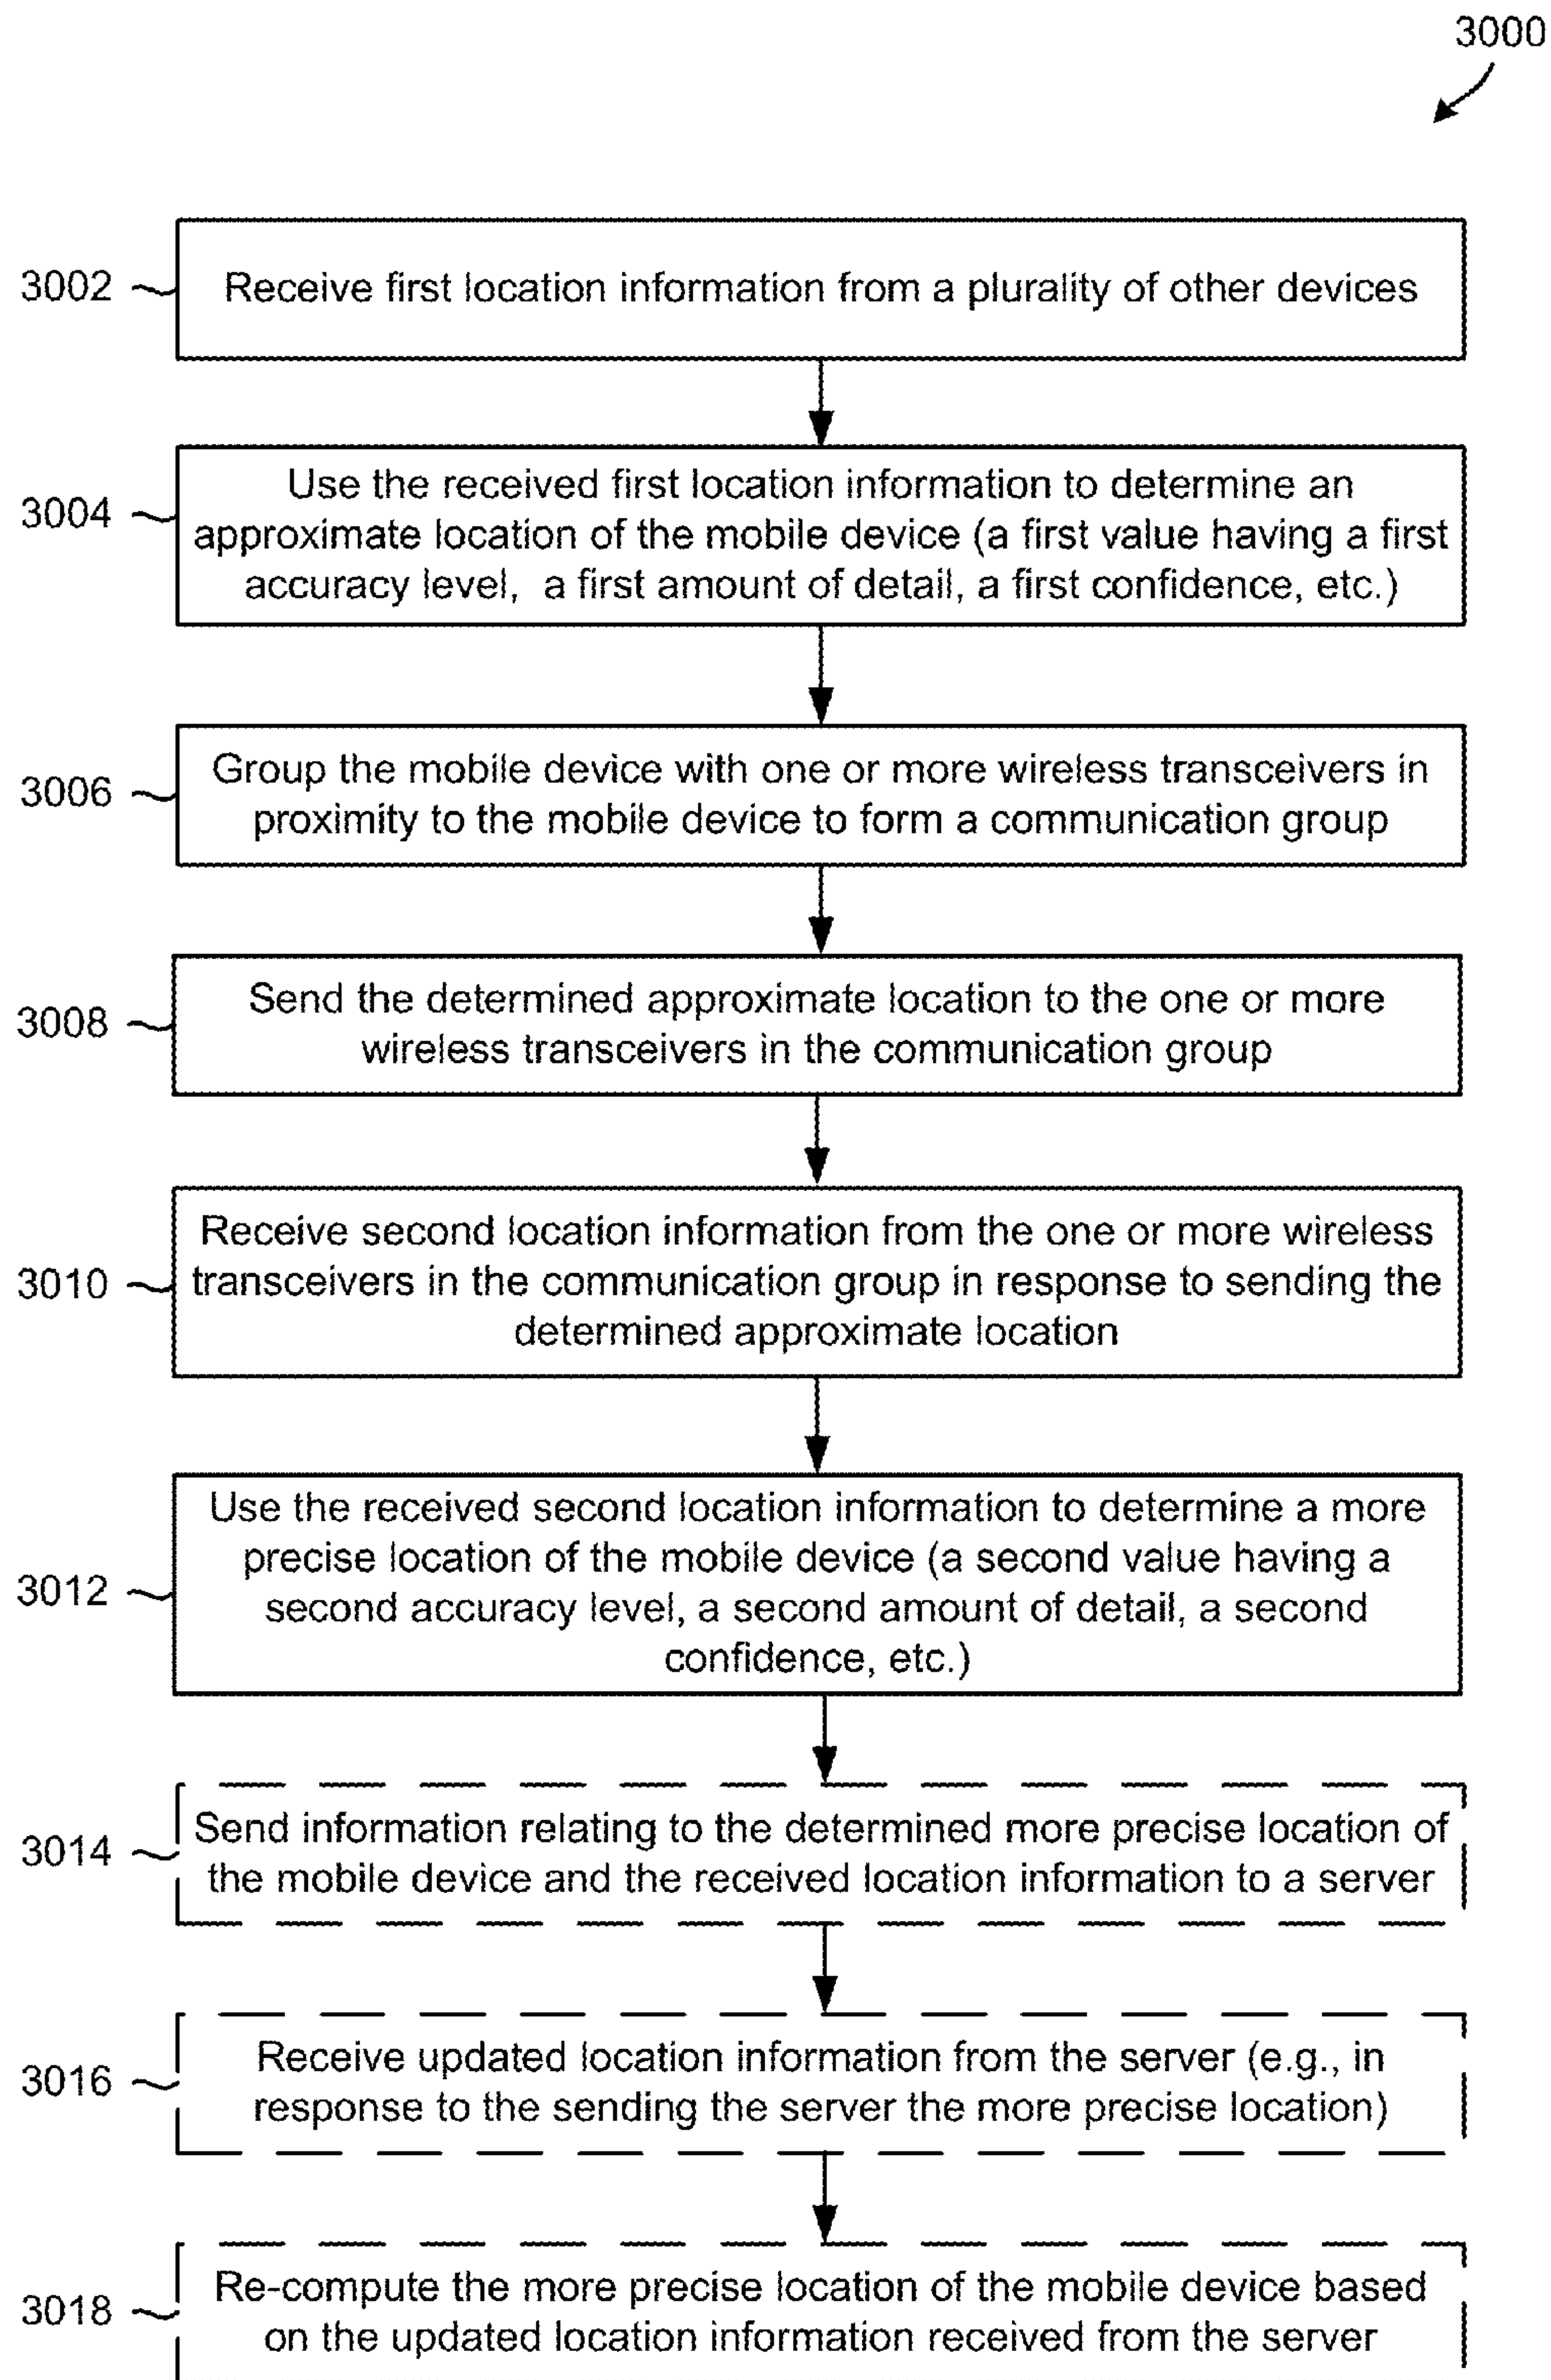 3000
3002
Receive first location information from a plurality of other devices
3004
Use the received first location information to determine an
approximate location of the mobile device (a first value having a first
accuracy level, a first amount of detail, a first confidence, etc.)
3006
Group the mobile device with one or more wireless transceivers in
proximity to the mobile device to form a communication group
3008
Send the determined approximate location to the one or more
wireless transceivers in the communication group
3010
Receive second location information from the one or more wireless
transceivers in the communication group in response to sending the
determined approximate location
3012
Use the received second location information to determine a more
precise location of the mobile device (a second value having a
second accuracy level, a second amount of detail, a second
confidence, etc.)
3014
Send information relating to the determined more precise location of
the mobile device and the received location information to a server
3016
Receive updated location information from the server (e.g., in
response to the sending the server the more precise location)
3018
Re-compute the more precise location of the mobile device based
on the updated location information received from the server